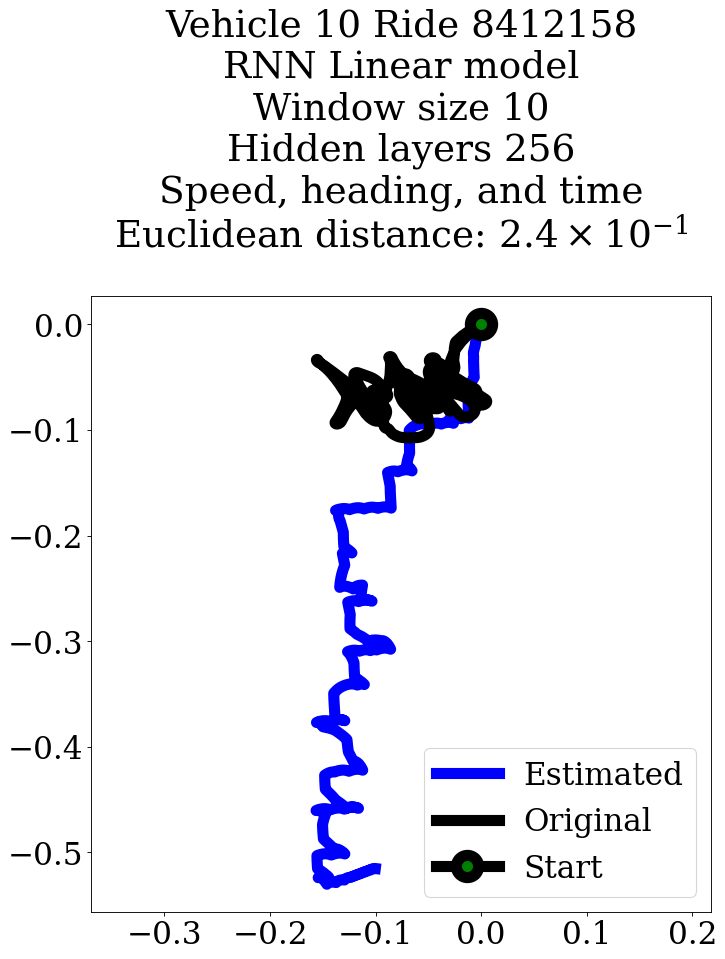 Vehicle 10 Ride 8412158
RNN Linear model
Window size 10
Hidden layers 256
Speed, heading, and time
Euclidean distance: 2.4 × 10⁻¹
0.0
−0.1
−0.2
−0.3
−0.4
−0.5
Estimated
Original
Start
−0.3 −0.2 −0.1 0.0 0.1 0.2